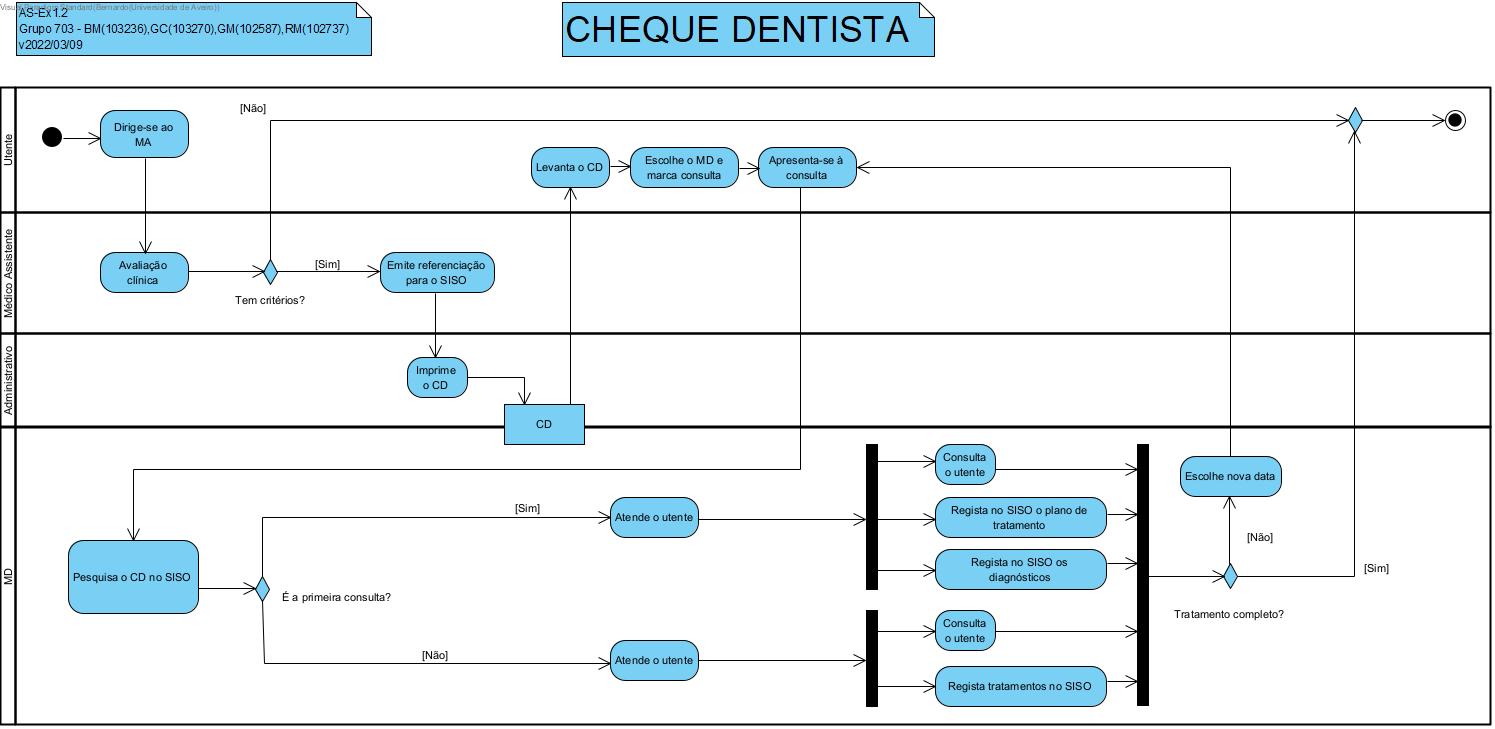 Visual Paradigm Standard(Bernardo(Universidade de Aveiro))
AS-Ex1.2
Grupo 703 - BM(103236),GC(103270),GM(102587),RM(102737)
v2022/03/09
CHEQUE DENTISTA
Utente
[Não]
Dirige-se ao
MA
Levanta o CD
Escolhe o MD e
marca consulta
Apresenta-se à
consulta
Médico Assistente
Avaliação
clínica
[Sim]
Tem critérios?
Emite referenciação
para o SISO
Administrativo
Imprime
o CD
CD
MD
Pesquisa o CD no SISO
É a primeira consulta?
[Sim]
Atende o utente
Consulta
o utente
Regista no SISO o plano de
tratamento
Regista no SISO os
diagnósticos
[Não]
Atende o utente
Consulta
o utente
Regista tratamentos no SISO
Escolhe nova data
[Não]
[Sim]
Tratamento completo?